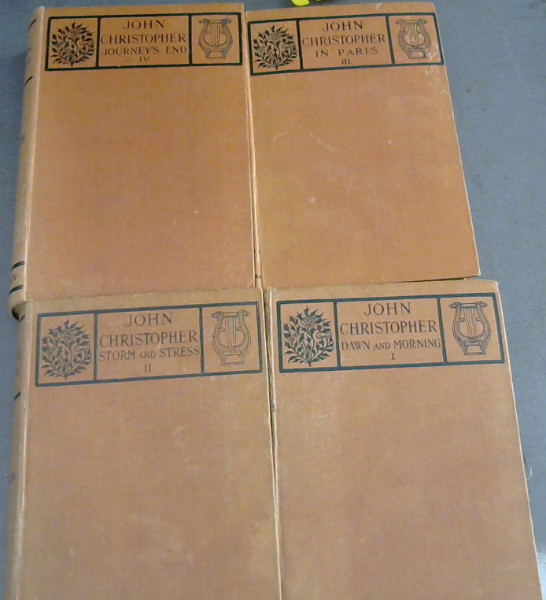 JOHN
CHRISTOPHER
JOURNEY'S END
IV
JOHN
CHRISTOPHER
IN PARIS
III
JOHN
CHRISTOPHER
STORM AND STRESS
II
JOHN
CHRISTOPHER
DAWN AND MORNING
I